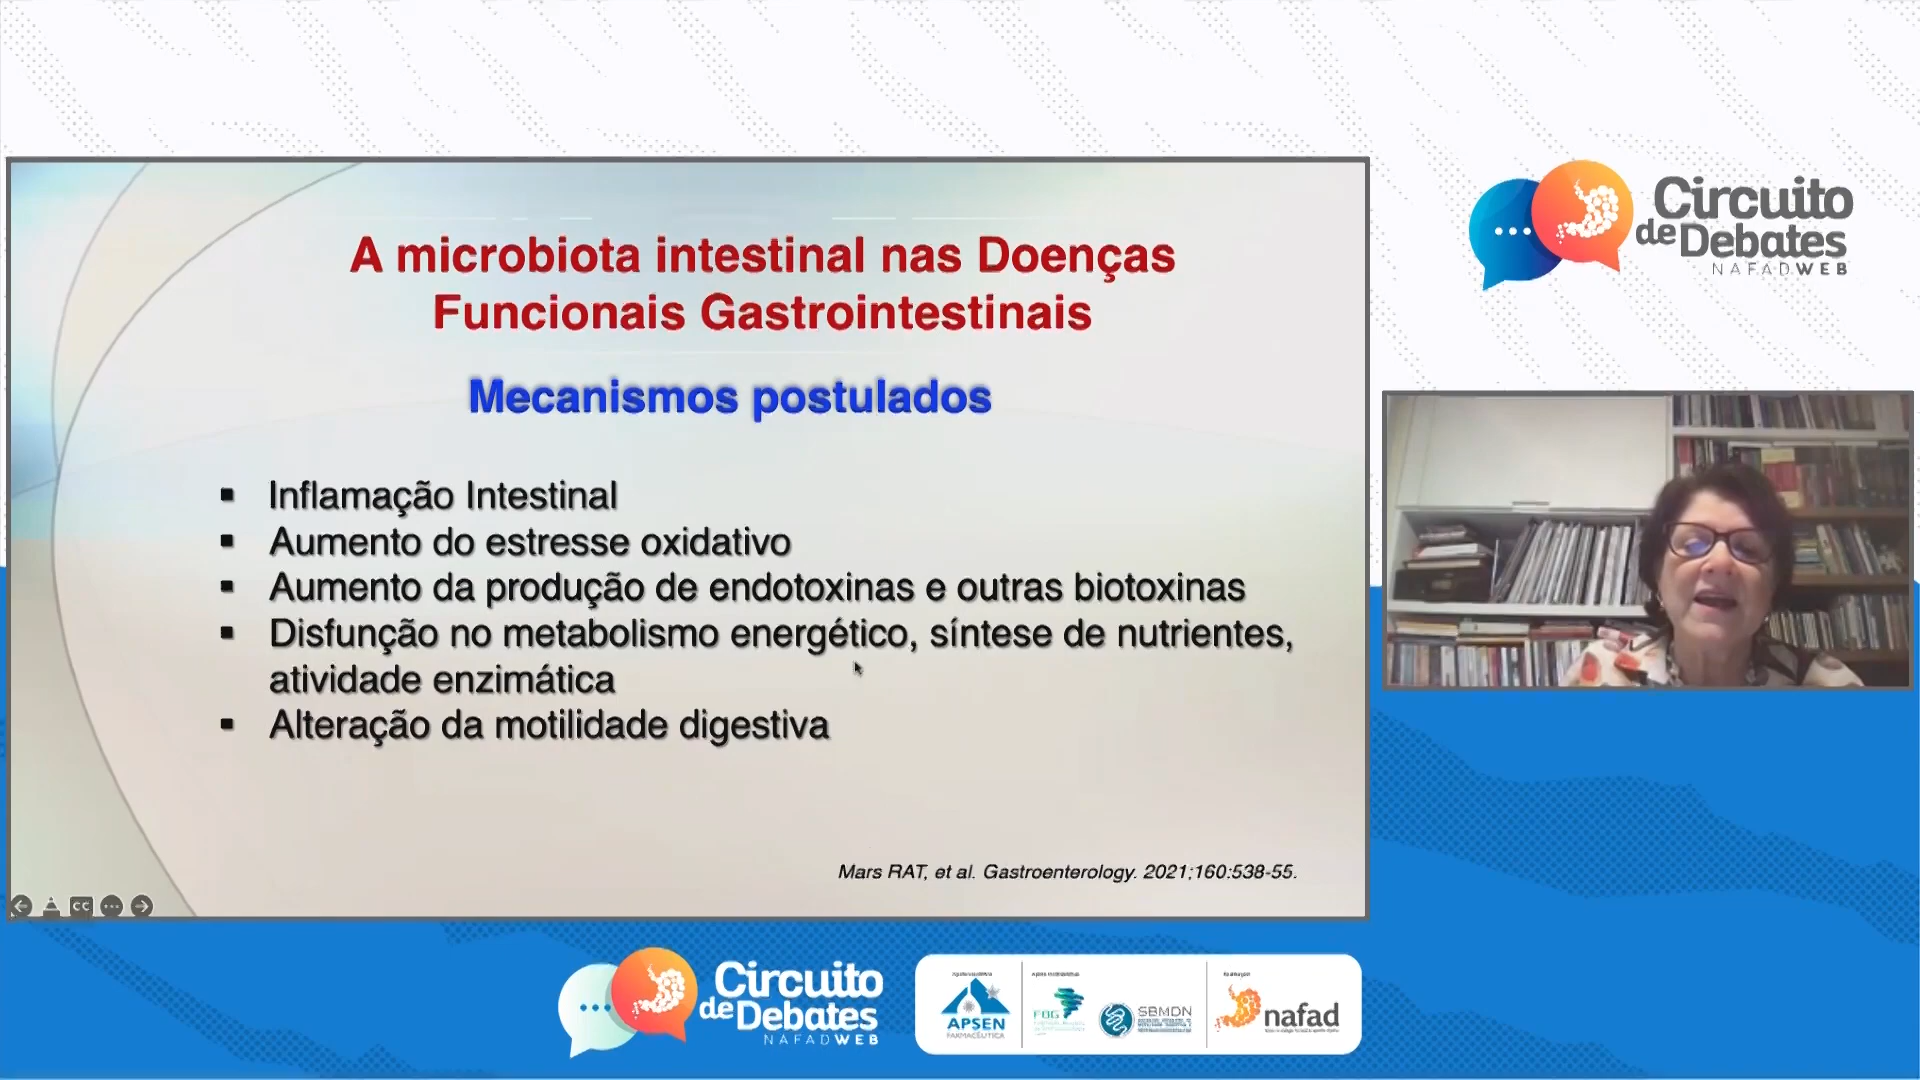 A microbiota intestinal nas Doenças
Funcionais Gastrointestinais
Mecanismos postulados
▪ Inflamação Intestinal
▪ Aumento do estresse oxidativo
▪ Aumento da produção de endotoxinas e outras biotoxinas
▪ Disfunção no metabolismo energético, síntese de nutrientes,
atividade enzimática
▪ Alteração da motilidade digestiva
Mars RAT, et al. Gastroenterology. 2021;160:538-55.
CC
Circuito
de Debates
NAFADWEB
Circuito
de Debates
NAFADWEB
APSEN
FARMACÊUTICA
FBG
SBMDN
nafad